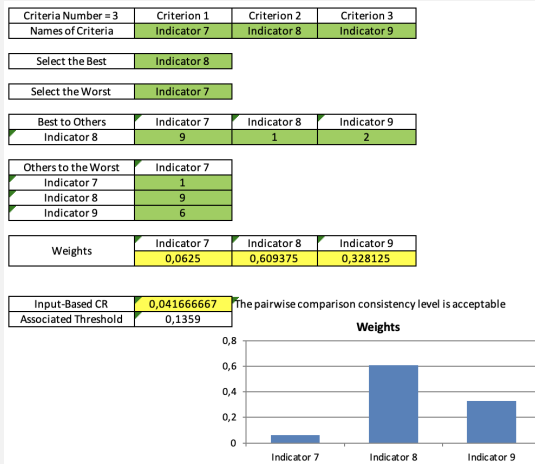 Criteria Number = 3 Criterion 1 Criterion 2 Criterion 3
Names of Criteria Indicator 7 Indicator 8 Indicator 9
Select the Best Indicator 8
Select the Worst Indicator 7
Best to Others Indicator 7 Indicator 8 Indicator 9
Indicator 8 9 1 2
Others to the Worst Indicator 7
Indicator 7 1
Indicator 8 9
Indicator 9 6
Weights Indicator 7 Indicator 8 Indicator 9
0,0625 0,609375 0,328125
Input-Based CR 0,041666667 The pairwise comparison consistency level is acceptable
Associated Threshold 0,1359
Weights
0,8
0,6
0,4
0,2
0
Indicator 7 Indicator 8 Indicator 9